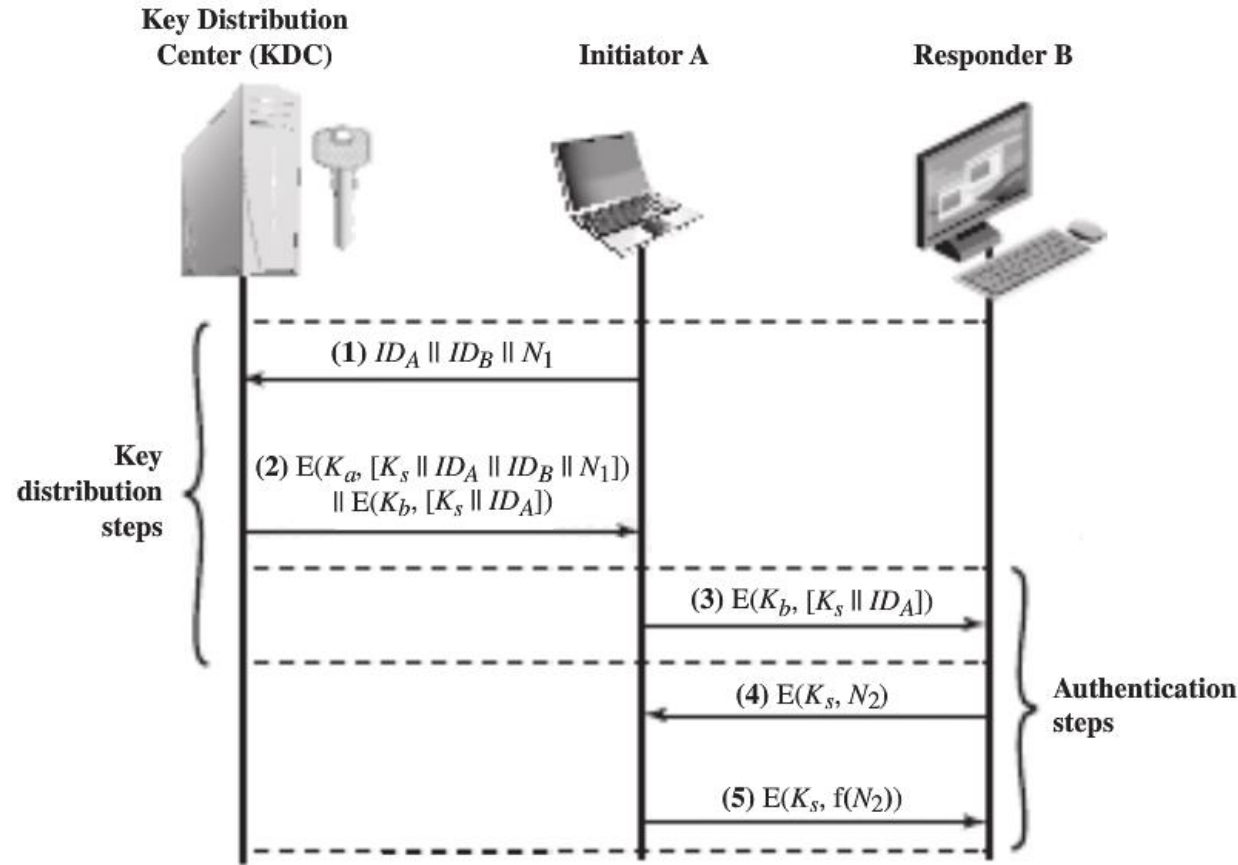 Key Distribution
Center (KDC)
Initiator A
Responder B
(1) ID_A || ID_B || N_1
Key
distribution
steps
(2) E(K_a, [K_s || ID_A || ID_B || N_1])
|| E(K_b, [K_s || ID_A])
(3) E(K_b, [K_s || ID_A])
(4) E(K_s, N_2)
Authentication
steps
(5) E(K_s, f(N_2))